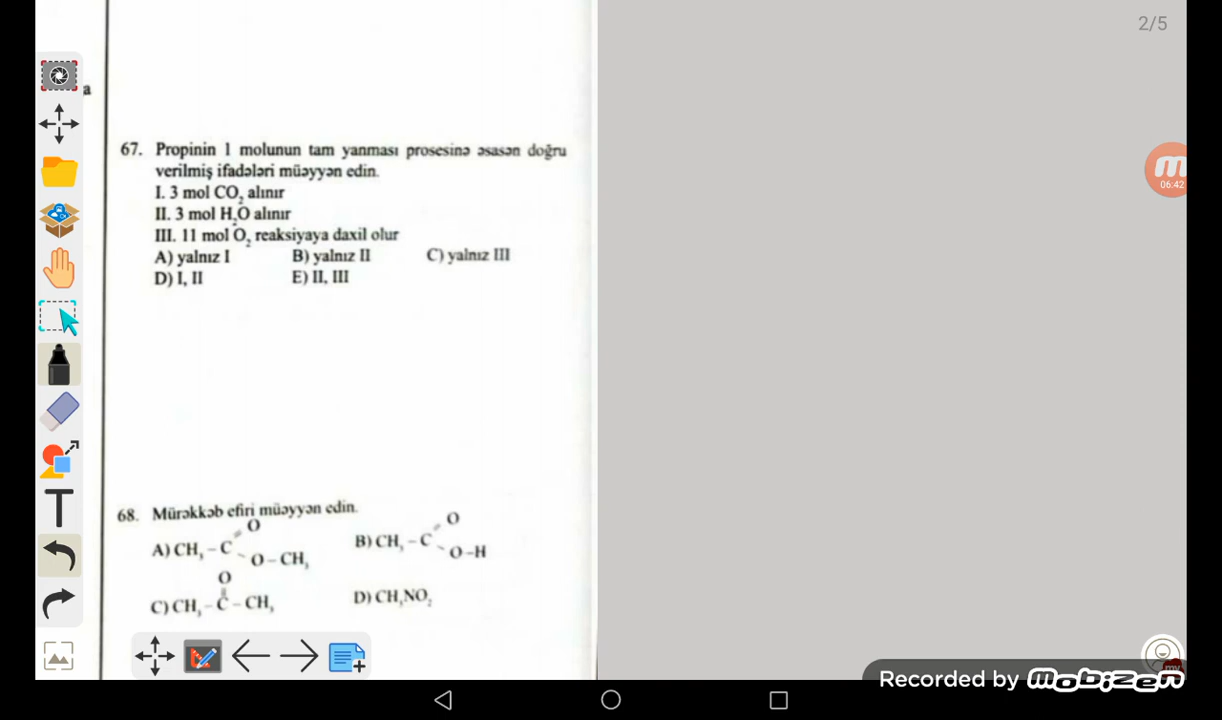 2/5
a
06:42
67. Propinin 1 molunun tam yanması prosesinə əsasən doğru
verilmiş ifadələri müəyyən edin.
I. 3 mol CO₂ alınır
II. 3 mol H₂O alınır
III. 11 mol O₂ reaksiyaya daxil olur
A) yalnız I B) yalnız II C) yalnız III
D) I, II E) II, III
68. Mürəkkəb efiri müəyyən edin.
O O
A) CH₃ – C B) CH₃ – C
O – CH₃ O –H
O
C) CH₃ – C – CH₃ D) CH₃NO₂
T
Recorded by mobizen
my